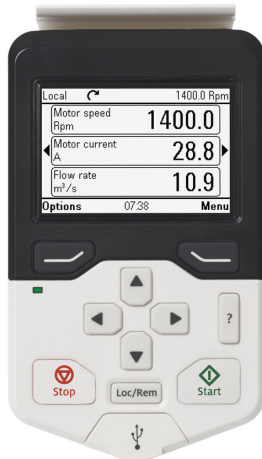 Local 1400.0 Rpm
Motor speed
Rpm 1400.0
Motor current
A 28.8
Flow rate
m³/s 10.9
Options 07:38 Menu
?
Stop Loc/Rem Start